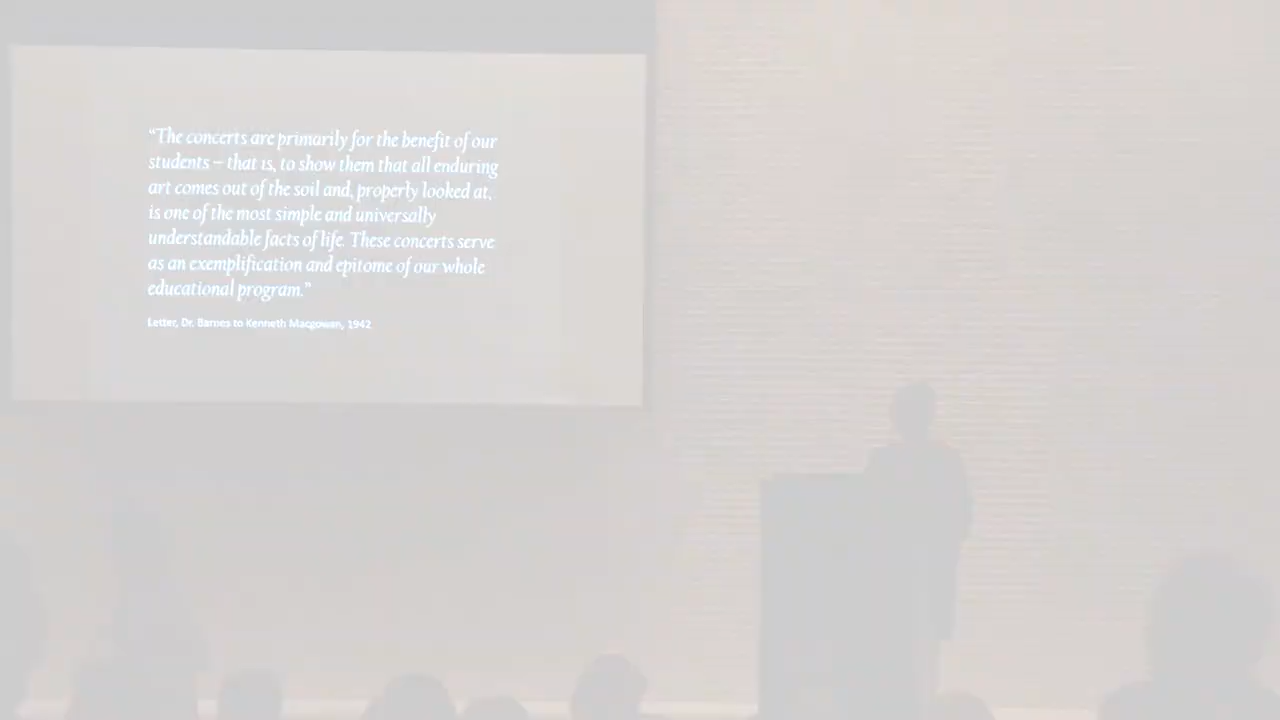 “The concerts are primarily for the benefit of our
students – that is, to show them that all enduring
art comes out of the soil and, properly looked at,
is one of the most simple and universally
understandable facts of life. These concerts serve
as an exemplification and epitome of our whole
educational program.”
Letter, Dr. Barnes to Kenneth Macgowan, 1942